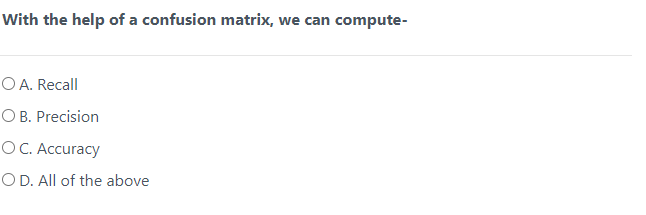 With the help of a confusion matrix, we can compute-
A. Recall
B. Precision
C. Accuracy
D. All of the above